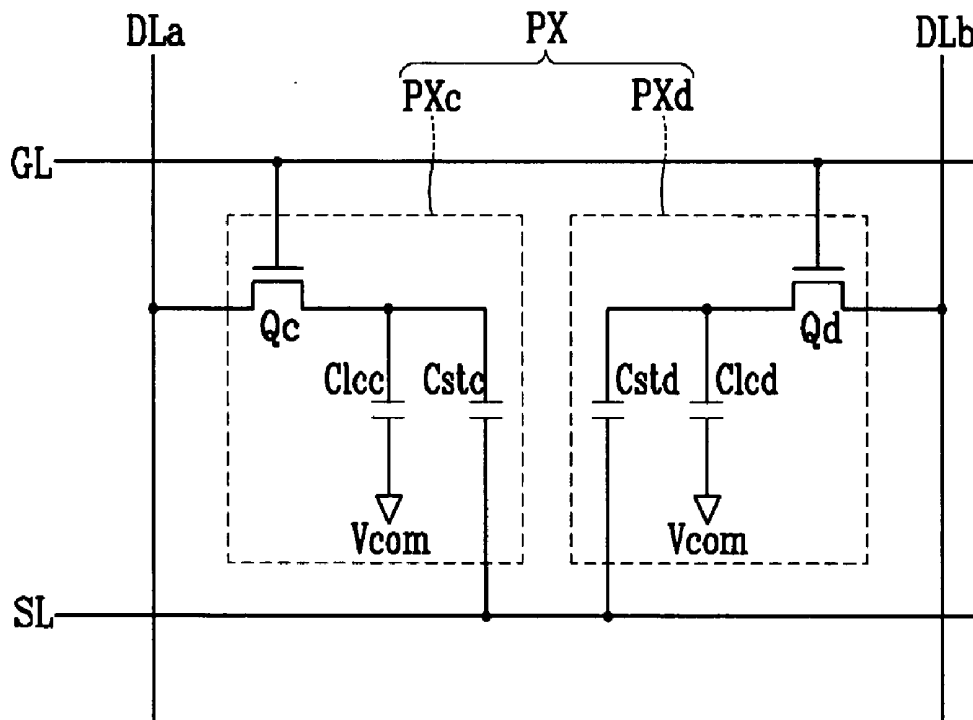 DLa PX DLb
PXc PXd
GL
Qc Qd
Clcc Cstc Cstd Clcd
Vcom Vcom
SL